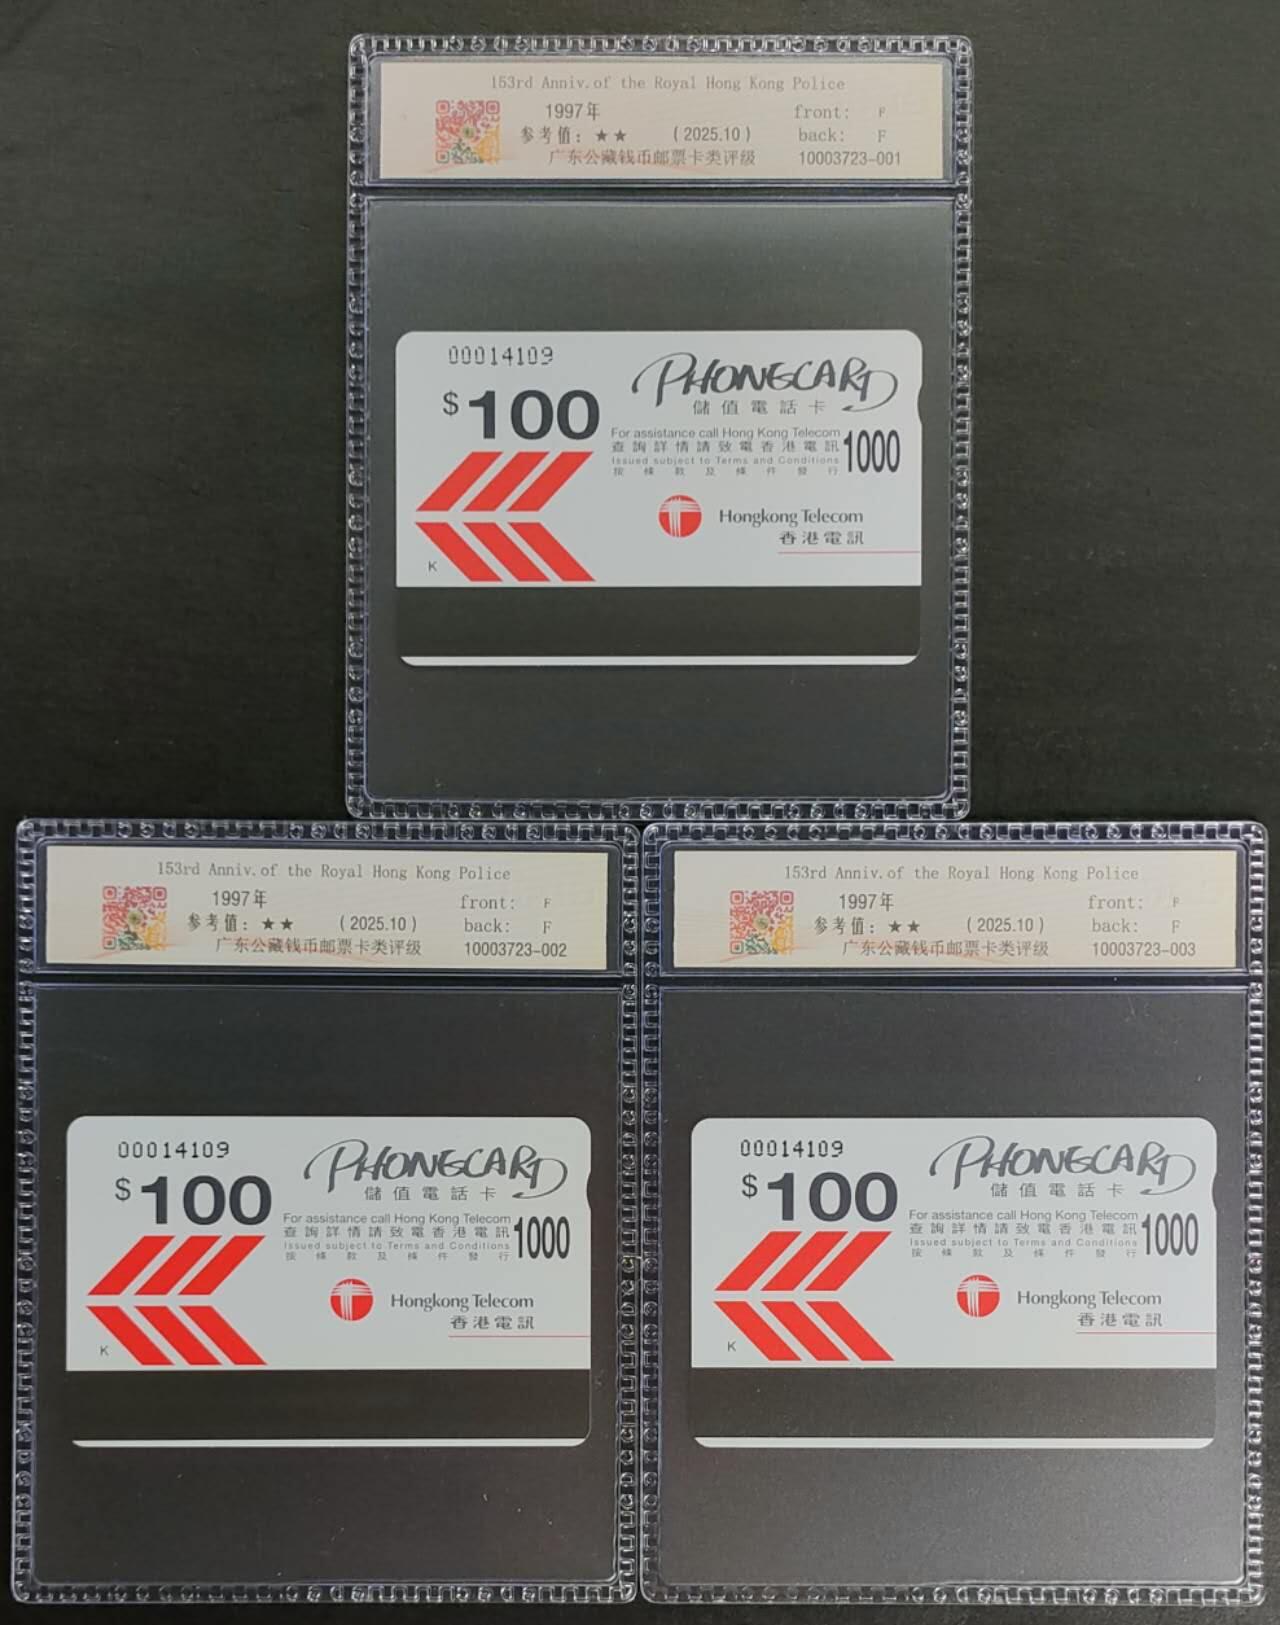 153rd Anniv.of the Royal Hong Kong Police
1997年 front: F
参考值：★★ (2025.10) back: F
广东公藏钱币邮票卡类评级 10003723-001
00014109
$100
PHONECARD
儲值電話卡
For assistance call Hong Kong Telecom
查詢詳情請致電香港電訊
Issued subject to Terms and Conditions
按條款及條件發行
1000
Hongkong Telecom
香港電訊
K
153rd Anniv.of the Royal Hong Kong Police
1997年 front: F
参考值：★★ (2025.10) back: F
广东公藏钱币邮票卡类评级 10003723-002
00014109
$100
PHONECARD
儲值電話卡
For assistance call Hong Kong Telecom
查詢詳情請致電香港電訊
Issued subject to Terms and Conditions
按條款及條件發行
1000
Hongkong Telecom
香港電訊
K
153rd Anniv.of the Royal Hong Kong Police
1997年 front: F
参考值：★★ (2025.10) back: F
广东公藏钱币邮票卡类评级 10003723-003
00014109
$100
PHONECARD
儲值電話卡
For assistance call Hong Kong Telecom
查詢詳情請致電香港電訊
Issued subject to Terms and Conditions
按條款及條件發行
1000
Hongkong Telecom
香港電訊
K